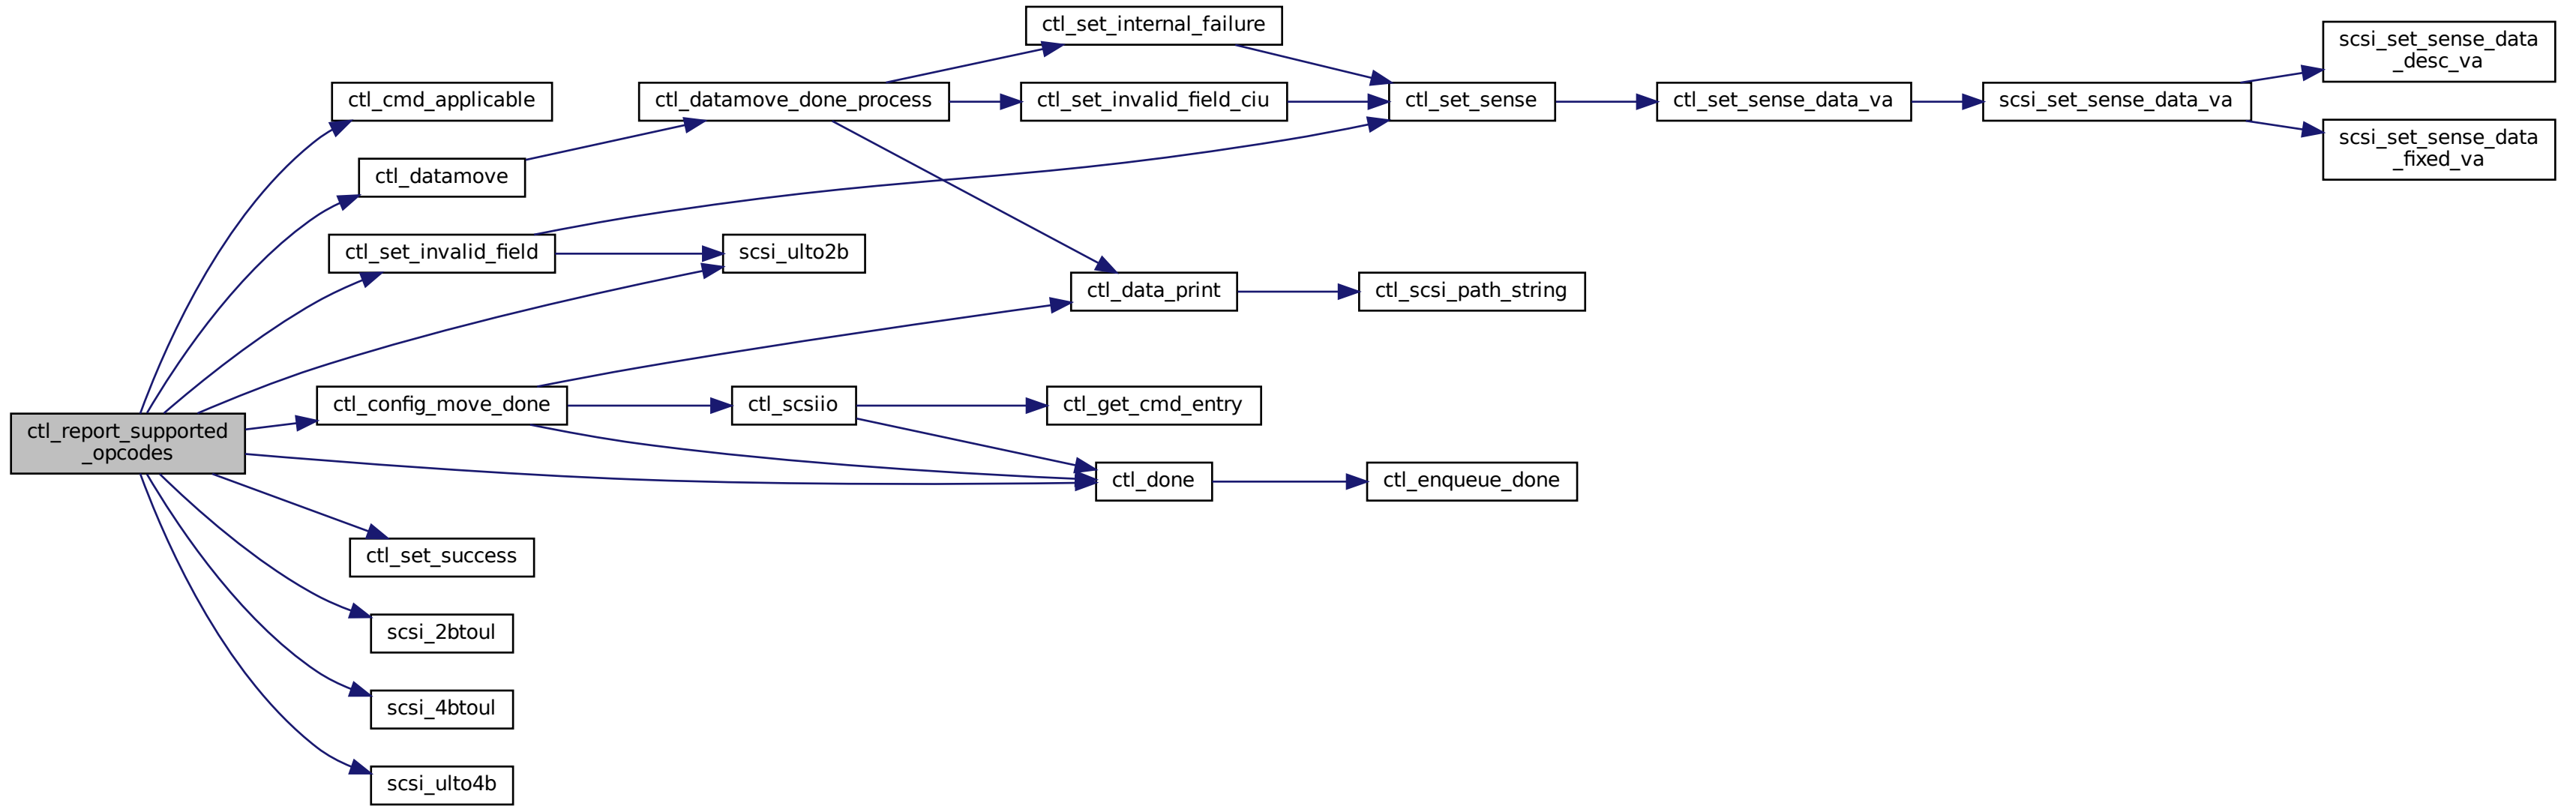 ctl_set_internal_failure
scsi_set_sense_data
_desc_va
ctl_cmd_applicable
ctl_datamove_done_process
ctl_set_invalid_field_ciu
ctl_set_sense
ctl_set_sense_data_va
scsi_set_sense_data_va
scsi_set_sense_data
_fixed_va
ctl_datamove
ctl_set_invalid_field
scsi_ulto2b
ctl_data_print
ctl_scsi_path_string
ctl_config_move_done
ctl_scsiio
ctl_get_cmd_entry
ctl_report_supported
_opcodes
ctl_done
ctl_enqueue_done
ctl_set_success
scsi_2btoul
scsi_4btoul
scsi_ulto4b